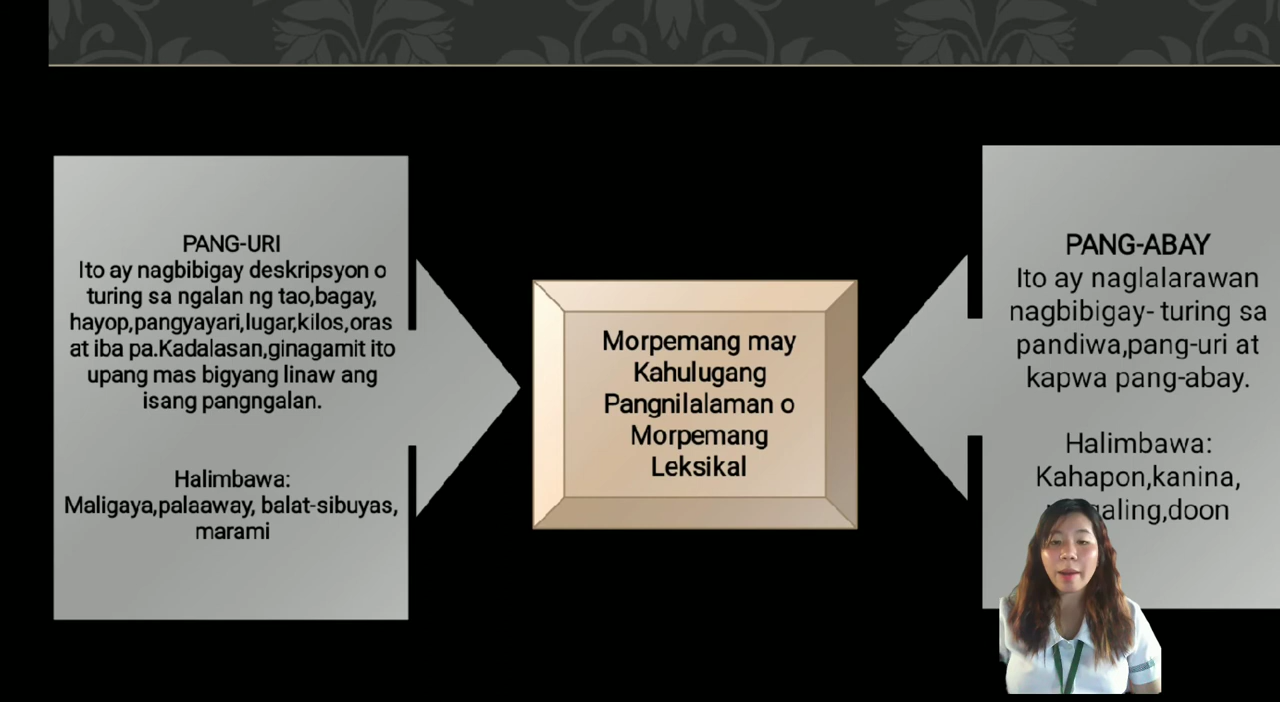 PANG-URI
Ito ay nagbibigay deskripsyon o
turing sa ngalan ng tao,bagay,
hayop,pangyayari,lugar,kilos,oras
at iba pa.Kadalasan,ginagamit ito
upang mas bigyang linaw ang
isang pangngalan.
Halimbawa:
Maligaya,palaaway, balat-sibuyas,
marami
Morpemang may
Kahulugang
Pangnilalaman o
Morpemang
Leksikal
PANG-ABAY
Ito ay naglalarawan
nagbibigay- turing sa
pandiwa,pang-uri at
kapwa pang-abay.
Halimbawa:
Kahapon,kanina,
doon